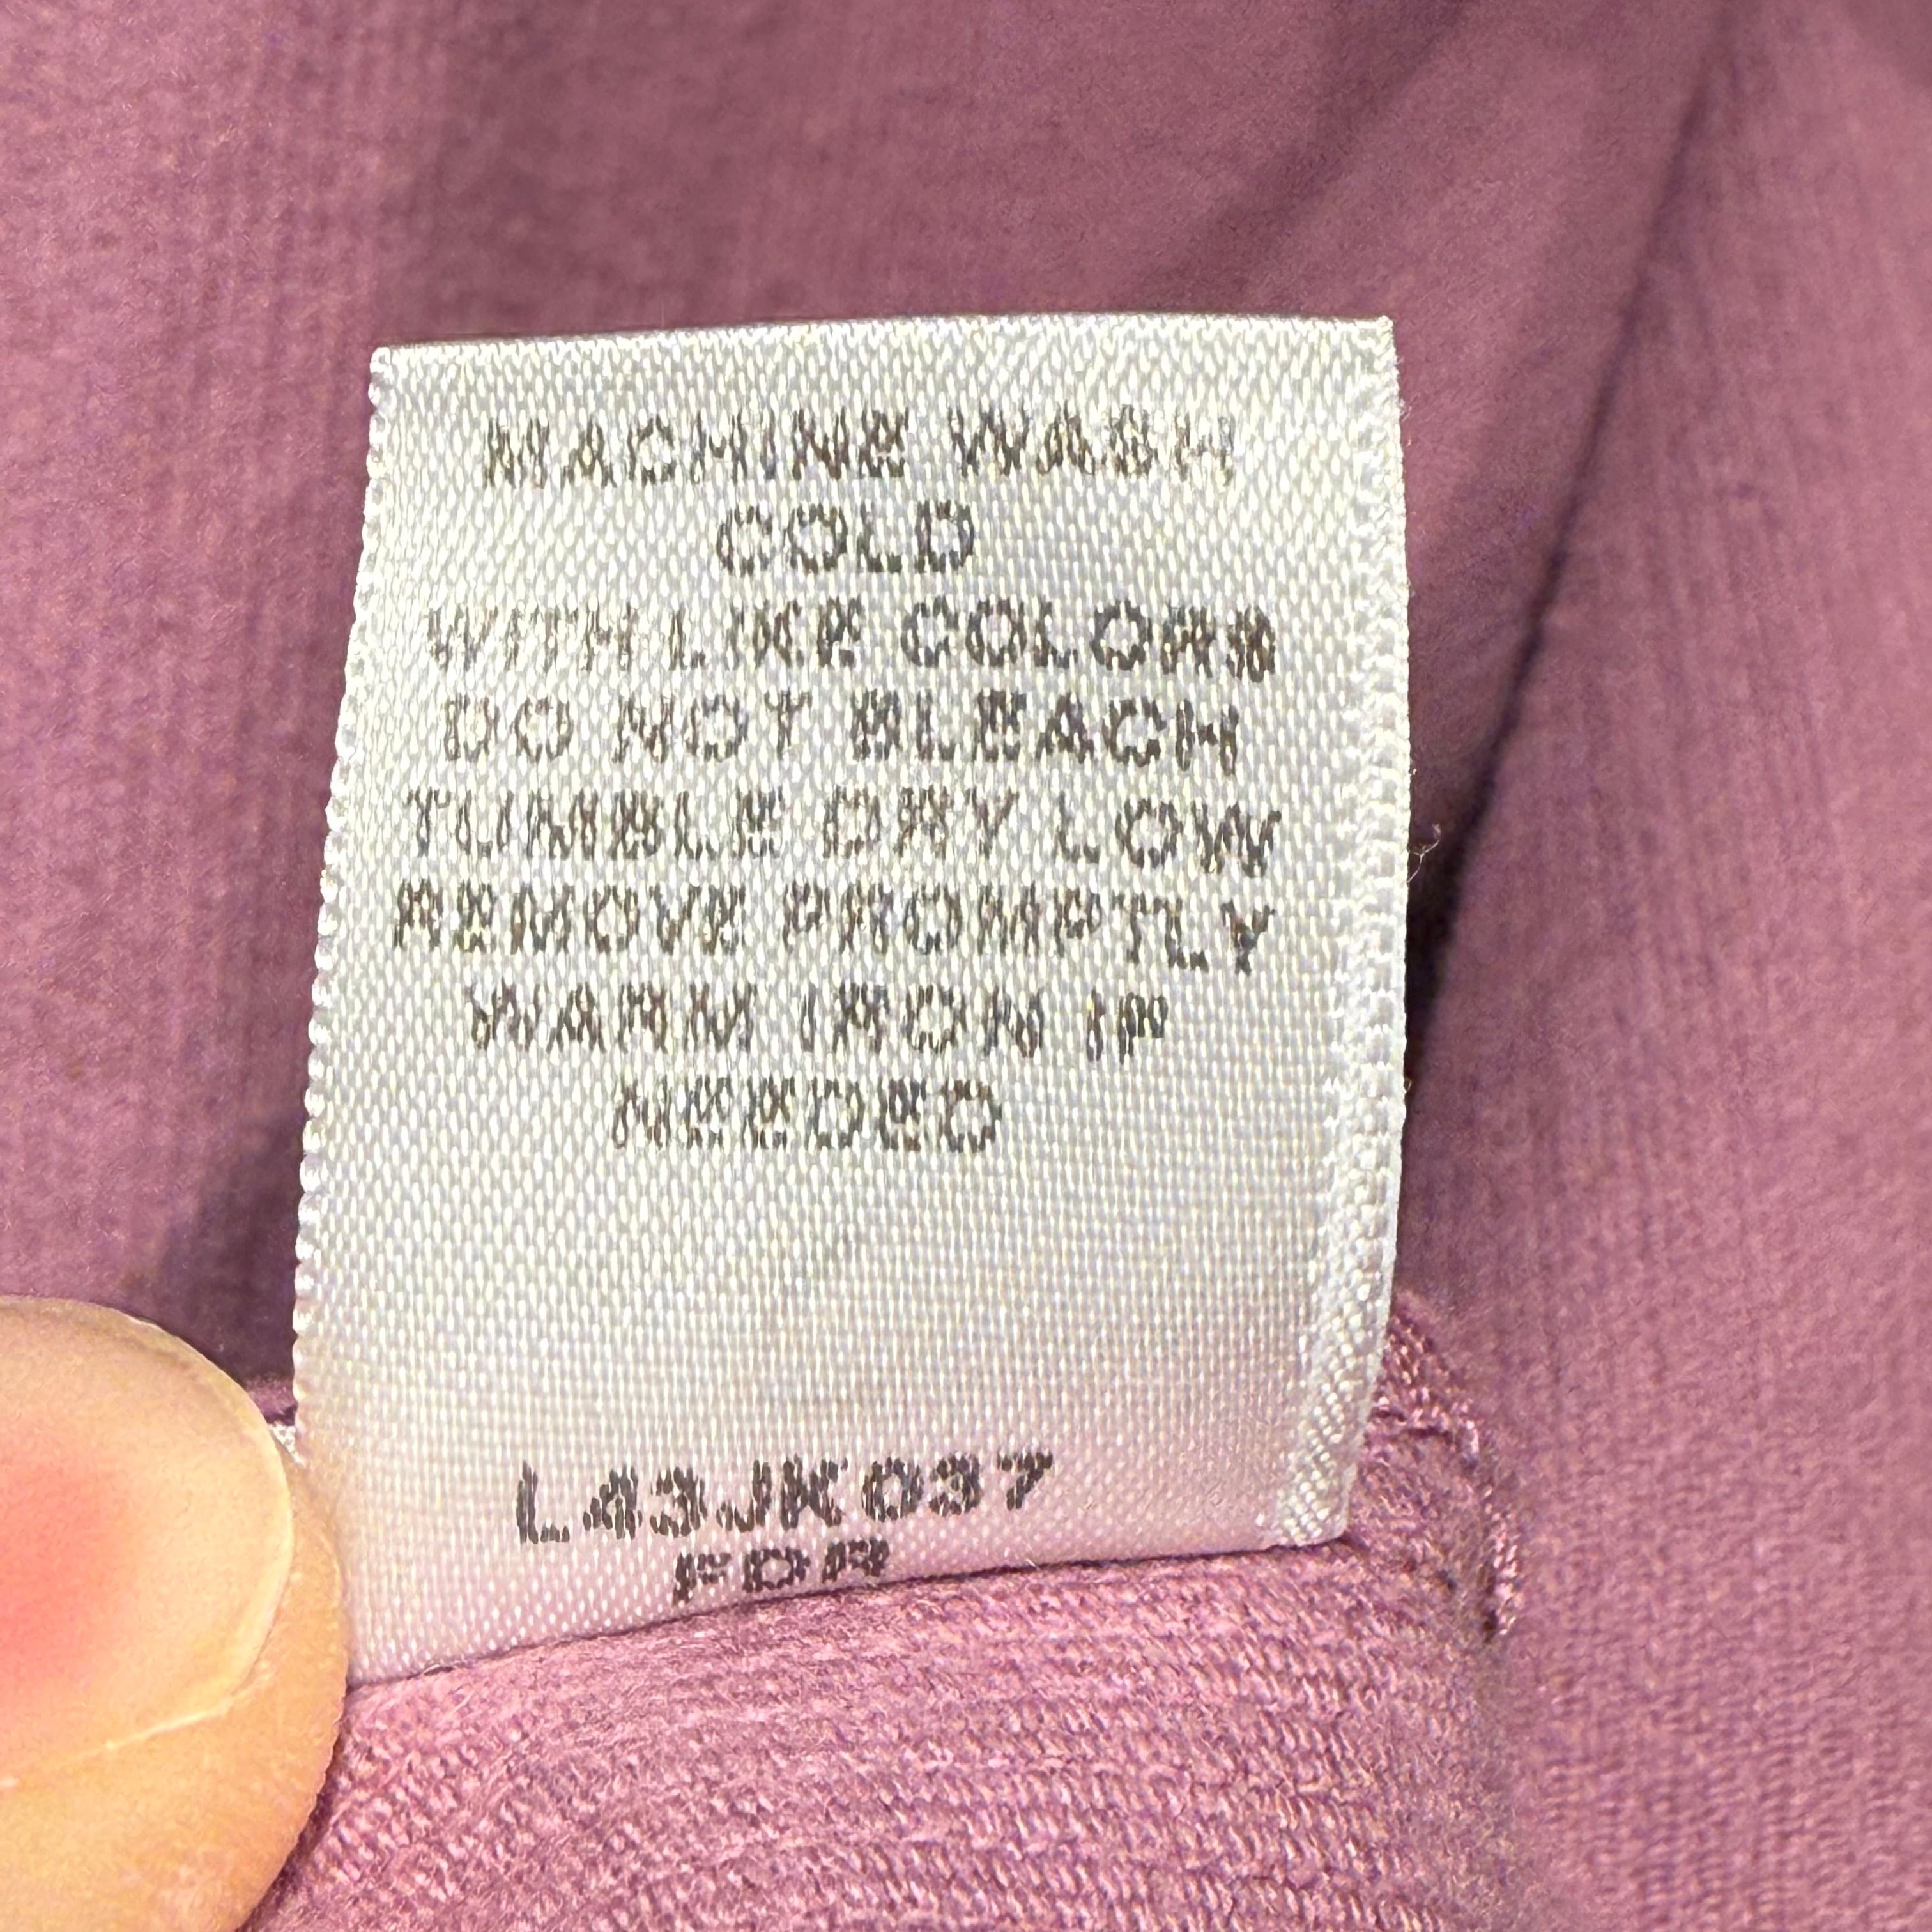 MACHINE WASH
COLD
WITH LIKE COLORS
DO NOT BLEACH
TUMBLE DRY LOW
REMOVE PROMPTLY
WARM IRON IF
NEEDED
L43JK037